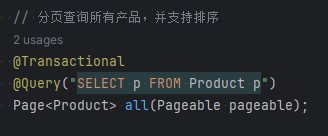 // 分页查询所有产品，并支持排序
2 usages
@Transactional
@Query("SELECT p FROM Product p")
Page<Product> all(Pageable pageable);